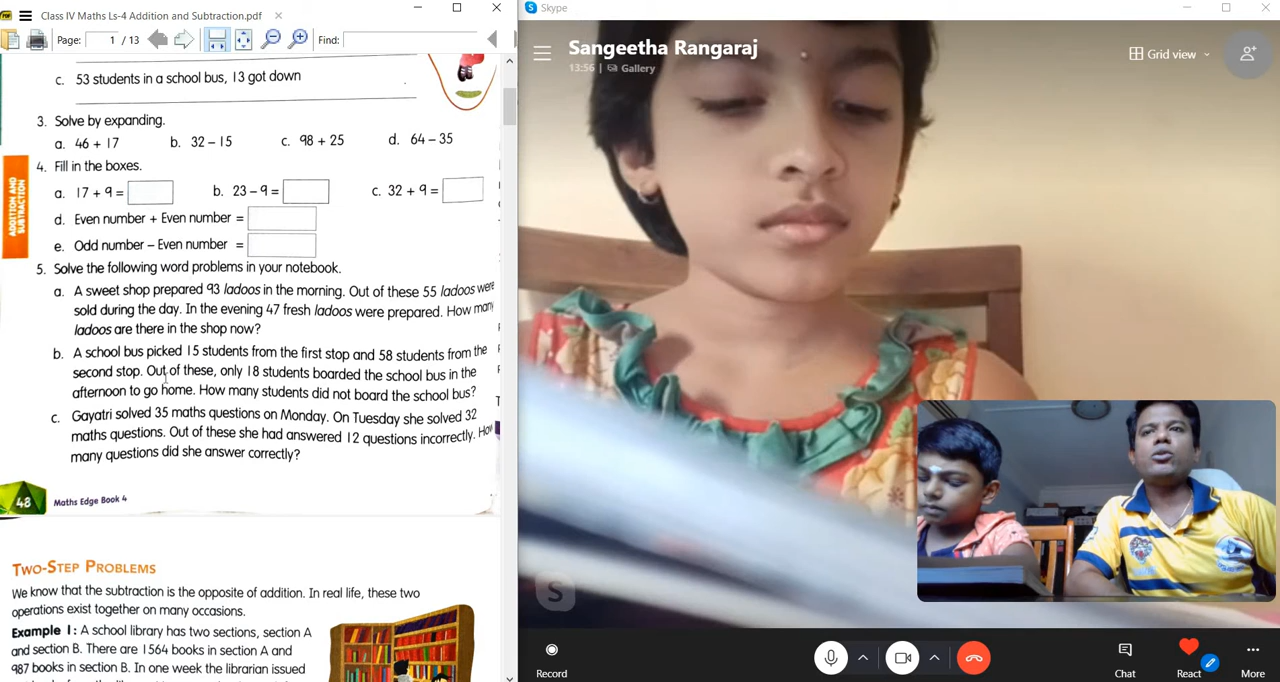 Class IV Maths Ls-4 Addition and Subtraction.pdf
Page: 1 / 13
Find:
c. 53 students in a school bus, 13 got down
3. Solve by expanding.
a. 46 + 17 b. 32 – 15 c. 98 + 25 d. 64 – 35
4. Fill in the boxes.
a. 17 + 9 = b. 23 – 9 = c. 32 + 9 =
d. Even number + Even number =
e. Odd number – Even number =
ADDITION AND
SUBTRACTION
5. Solve the following word problems in your notebook.
a. A sweet shop prepared 93 ladoos in the morning. Out of these 55 ladoos were
sold during the day. In the evening 47 fresh ladoos were prepared. How many
ladoos are there in the shop now?
b. A school bus picked 15 students from the first stop and 58 students from the
second stop. Out of these, only 18 students boarded the school bus in the
afternoon to go home. How many students did not board the school bus?
c. Gayatri solved 35 maths questions on Monday. On Tuesday she solved 32
maths questions. Out of these she had answered 12 questions incorrectly. How
many questions did she answer correctly?
48 Maths Edge Book 4
TWO-STEP PROBLEMS
We know that the subtraction is the opposite of addition. In real life, these two
operations exist together on many occasions.
Example 1: A school library has two sections, section A
and section B. There are 1564 books in section A and
987 books in section B. In one week the librarian issued
Skype
Sangeetha Rangaraj
13:56 | Gallery
Grid view
S
Record
Chat
React
More